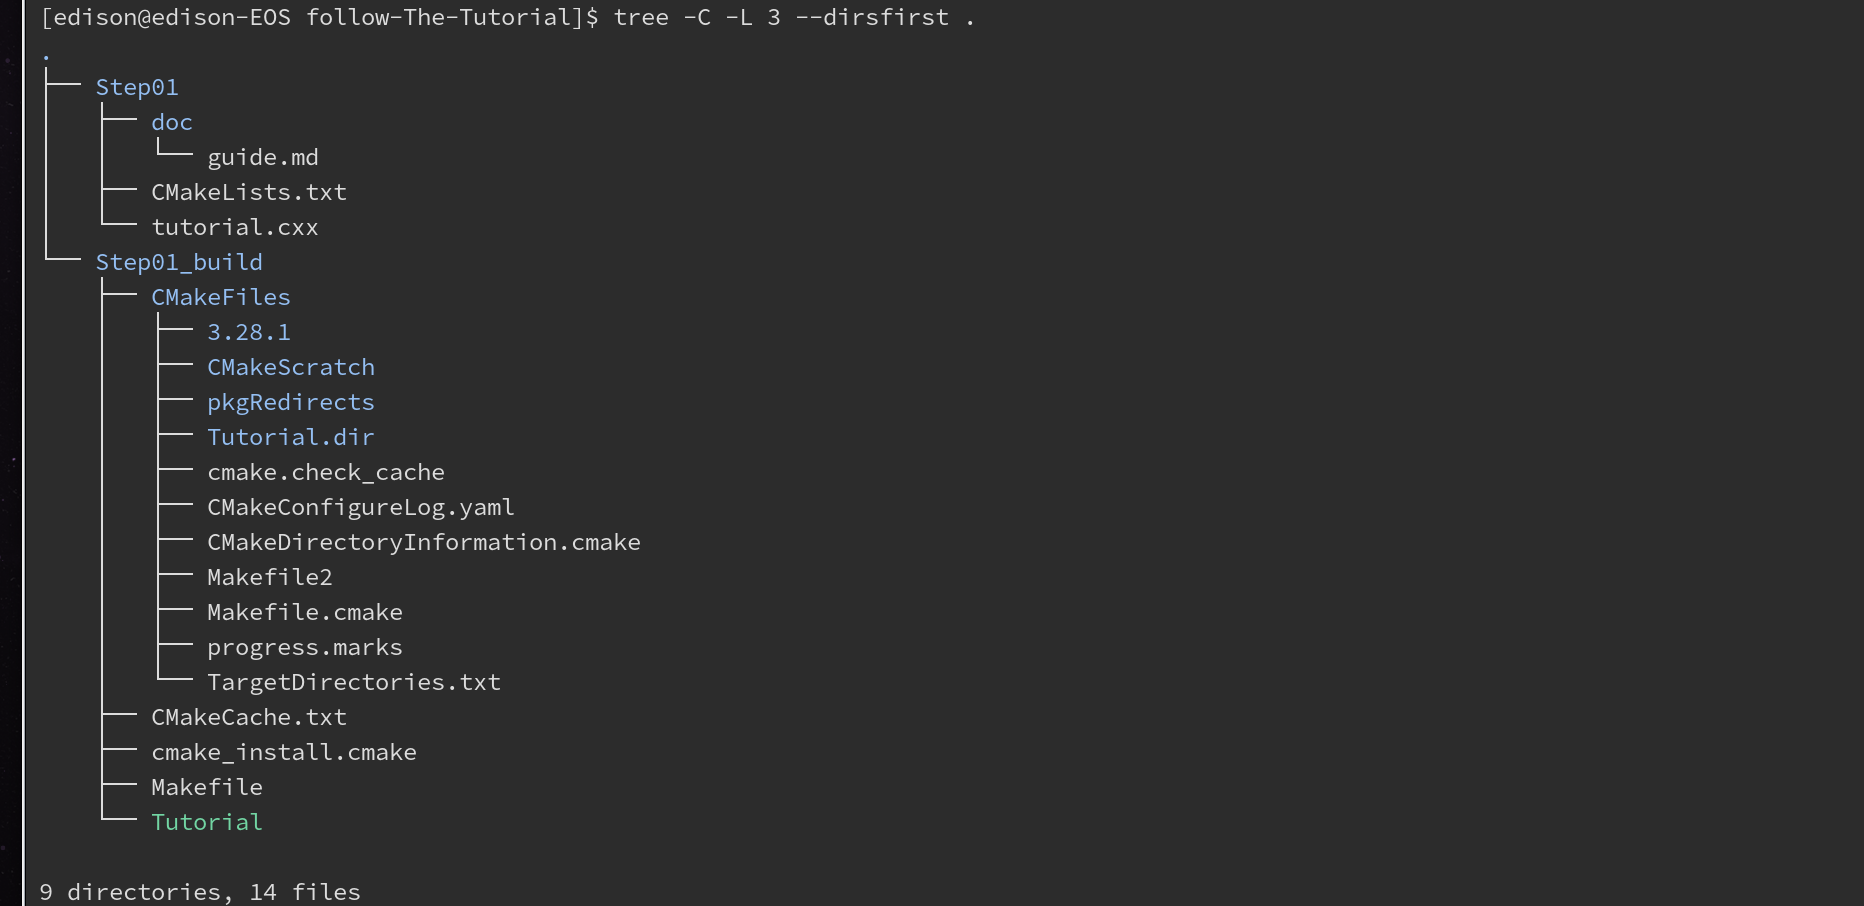 [edison@edison-EOS follow-The-Tutorial]$ tree -C -L 3 --dirsfirst .
.
├── Step01
│   ├── doc
│   │   └── guide.md
│   ├── CMakeLists.txt
│   └── tutorial.cxx
└── Step01_build
    ├── CMakeFiles
    │   ├── 3.28.1
    │   ├── CMakeScratch
    │   ├── pkgRedirects
    │   ├── Tutorial.dir
    │   ├── cmake.check_cache
    │   ├── CMakeConfigureLog.yaml
    │   ├── CMakeDirectoryInformation.cmake
    │   ├── Makefile2
    │   ├── Makefile.cmake
    │   ├── progress.marks
    │   └── TargetDirectories.txt
    ├── CMakeCache.txt
    ├── cmake_install.cmake
    ├── Makefile
    └── Tutorial
9 directories, 14 files